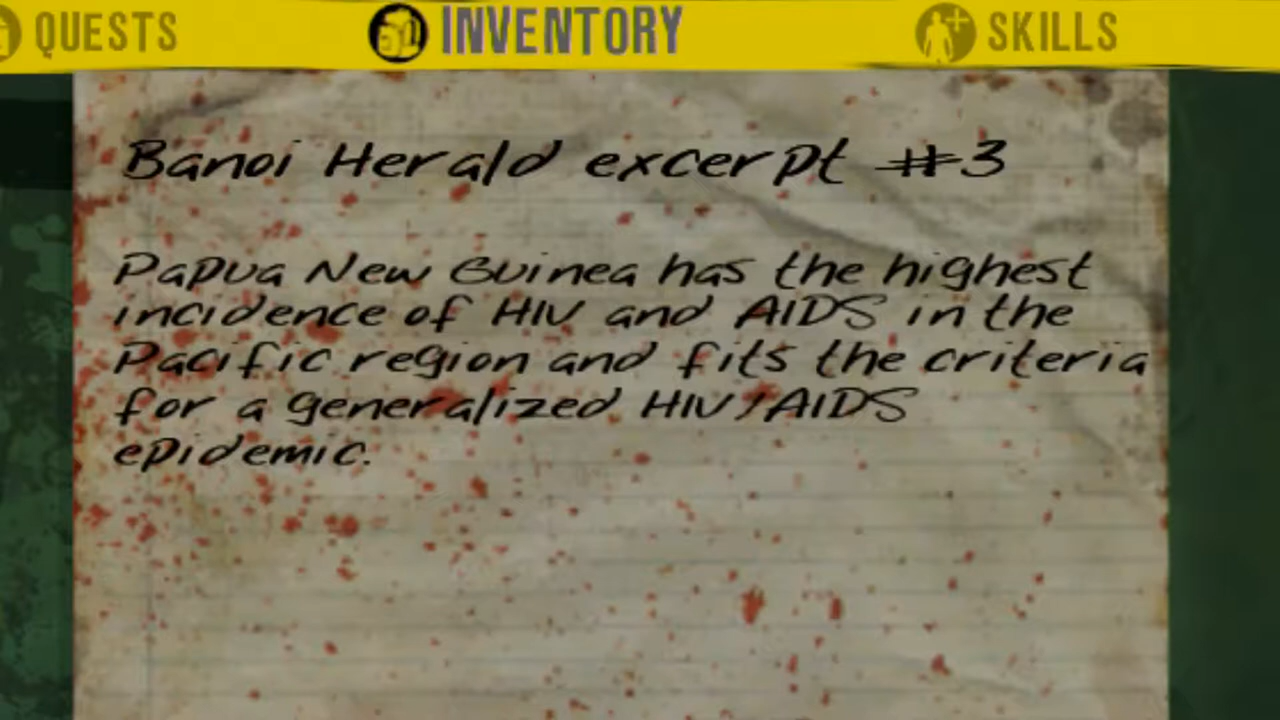 QUESTS INVENTORY SKILLS
Banoi Herald excerpt #3
Papua New Guinea has the highest
incidence of HIV and AIDS in the
Pacific region and fits the criteria
for a generalized HIV/AIDS
epidemic.